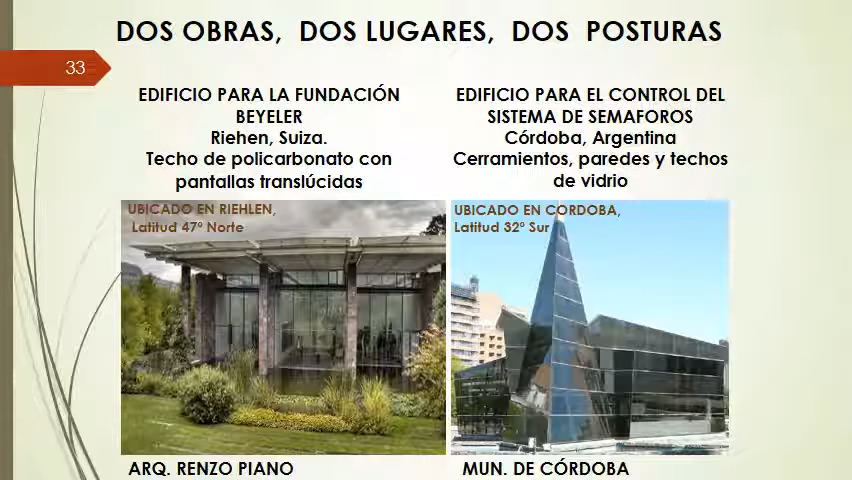 DOS OBRAS, DOS LUGARES, DOS POSTURAS
33
EDIFICIO PARA LA FUNDACIÓN
BEYELER
Riehen, Suiza.
Techo de policarbonato con
pantallas translúcidas
EDIFICIO PARA EL CONTROL DEL
SISTEMA DE SEMAFOROS
Córdoba, Argentina
Cerramientos, paredes y techos
de vidrio
UBICADO EN RIEHLEN,
Latitud 47º Norte
UBICADO EN CORDOBA,
Latitud 32º Sur
ARQ. RENZO PIANO
MUN. DE CÓRDOBA